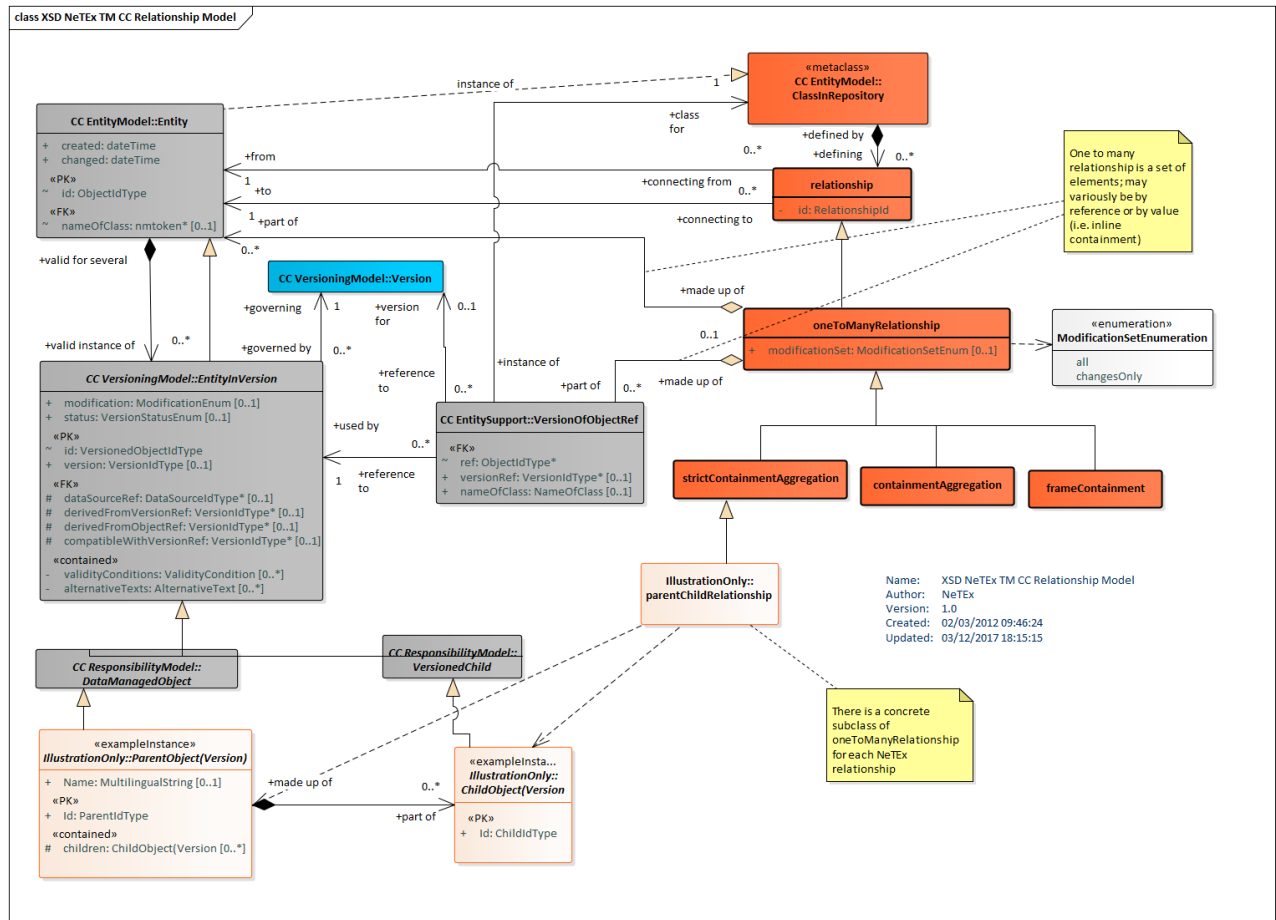 class XSD NeTEx TM CC Relationship Model
«metaclass»
CC EntityModel::
ClassInRepository
instance of
1
+class
for
+defined by
+defining
0..*
0..*
CC EntityModel::Entity
+ created: dateTime
+ changed: dateTime
«PK»
~ id: ObjectIdType
«FK»
~ nameOfClass: nmtoken* [0..1]
+from
1
+to
1
+part of
0..*
+connecting from
0..*
+connecting to
relationship
- id: RelationshipId
One to many
relationship is a set of
elements; may
variously be by
reference or by value
(i.e. inline
containment)
+valid for several
CC VersioningModel::Version
+governing
1
+version
for
0..1
+made up of
0..1
oneToManyRelationship
+ modificationSet: ModificationSetEnum [0..1]
«enumeration»
ModificationSetEnumeration
all
changesOnly
+valid instance of
0..*
+governed by
0..*
+reference
to
0..*
+instance of
+part of
0..*
+made up of
CC VersioningModel::EntityInVersion
+ modification: ModificationEnum [0..1]
+ status: VersionStatusEnum [0..1]
«PK»
~ id: VersionedObjectIdType
+ version: VersionIdType [0..1]
«FK»
# dataSourceRef: DataSourceIdType* [0..1]
# derivedFromVersionRef: VersionIdType* [0..1]
# derivedFromObjectRef: VersionIdType* [0..1]
# compatibleWithVersionRef: VersionIdType* [0..1]
«contained»
- validityConditions: ValidityCondition [0..*]
- alternativeTexts: AlternativeText [0..*]
+used by
0..*
1
+reference
to
CC EntitySupport::VersionOfObjectRef
«FK»
~ ref: ObjectIdType*
+ versionRef: VersionIdType* [0..1]
+ nameOfClass: NameOfClass [0..1]
strictContainmentAggregation
containmentAggregation
frameContainment
IllustrationOnly::
parentChildRelationship
Name: XSD NeTEx TM CC Relationship Model
Author: NeTEx
Version: 1.0
Created: 02/03/2012 09:46:24
Updated: 03/12/2017 18:15:15
CC ResponsibilityModel::
DataManagedObject
CC ResponsibilityModel::
VersionedChild
There is a concrete
subclass of
oneToManyRelationship
for each NeTEx
relationship
«exampleInstance»
IllustrationOnly::ParentObject(Version)
+ Name: MultilingualString [0..1]
«PK»
+ Id: ParentIdType
«contained»
# children: ChildObject(Version [0..*]
+made up of
0..*
+part of
«exampleInsta...
IllustrationOnly::
ChildObject(Version
«PK»
+ Id: ChildIdType